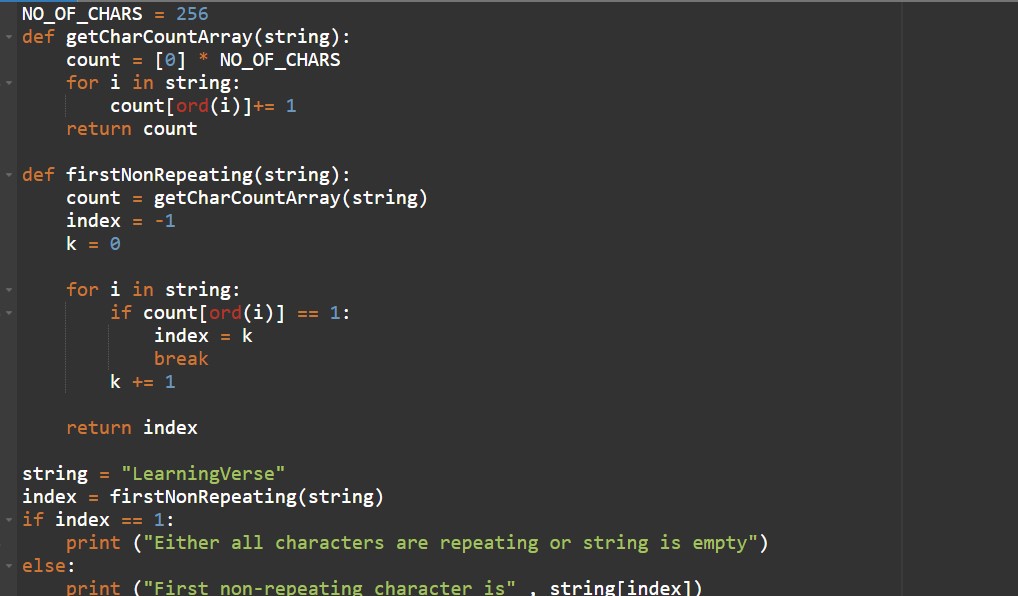 NO_OF_CHARS = 256
def getCharCountArray(string):
    count = [0] * NO_OF_CHARS
    for i in string:
        count[ord(i)]+= 1
    return count

def firstNonRepeating(string):
    count = getCharCountArray(string)
    index = -1
    k = 0

    for i in string:
        if count[ord(i)] == 1:
            index = k
            break
        k += 1

    return index

string = "LearningVerse"
index = firstNonRepeating(string)
if index == 1:
    print ("Either all characters are repeating or string is empty")
else:
    print ("First non-repeating character is" , string[index])